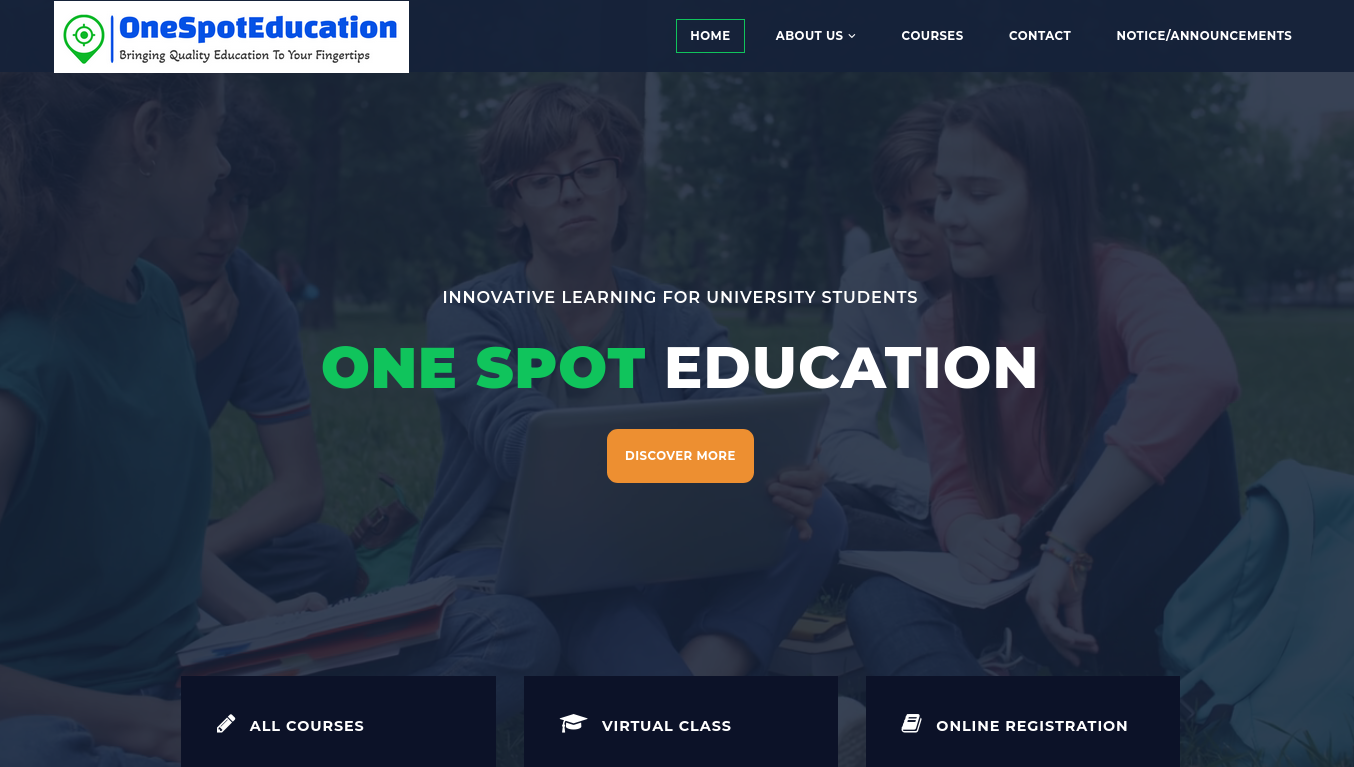 OneSpotEducation
Bringing Quality Education To Your Fingertips
HOME
ABOUT US
COURSES
CONTACT
NOTICE/ANNOUNCEMENTS
INNOVATIVE LEARNING FOR UNIVERSITY STUDENTS
ONE SPOT EDUCATION
DISCOVER MORE
ALL COURSES
VIRTUAL CLASS
ONLINE REGISTRATION